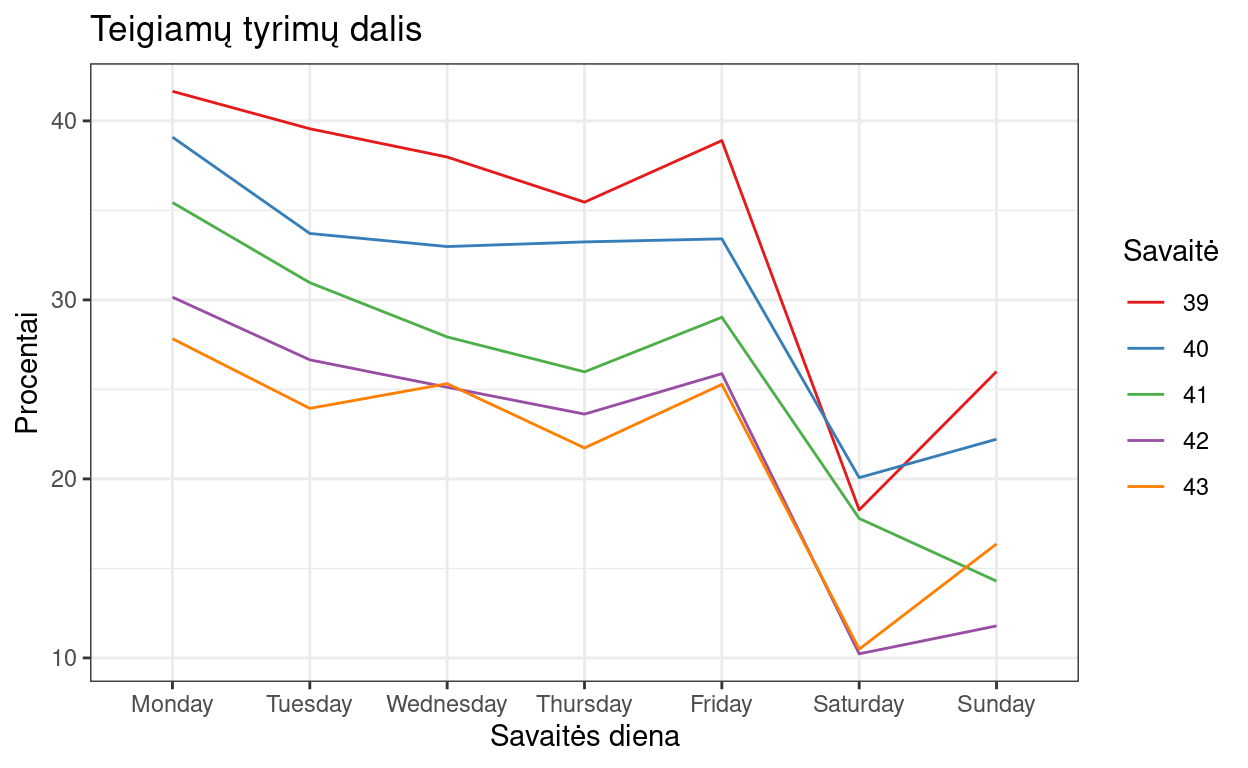 Teigiamų tyrimų dalis
Procentai
40
30
20
10
Monday Tuesday Wednesday Thursday Friday Saturday Sunday
Savaitės diena
Savaitė
39
40
41
42
43